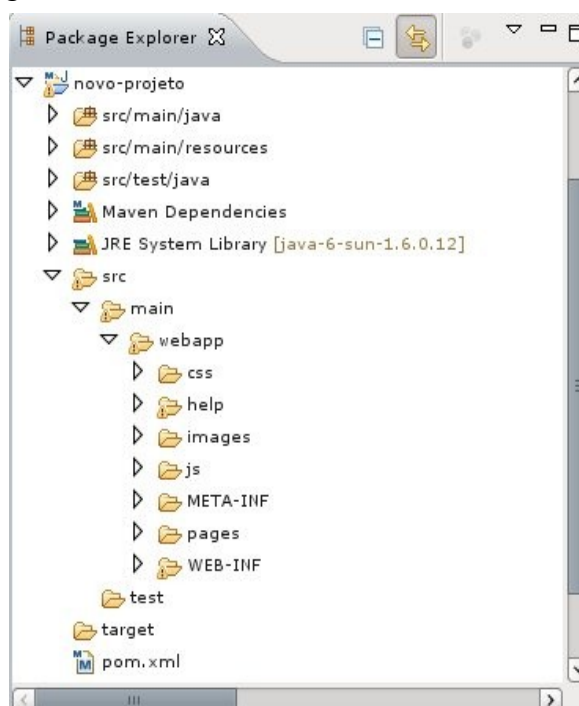 Package Explorer
novo-projeto
src/main/java
src/main/resources
src/test/java
Maven Dependencies
JRE System Library [java-6-sun-1.6.0.12]
src
main
webapp
css
help
images
js
META-INF
pages
WEB-INF
test
target
pom.xml